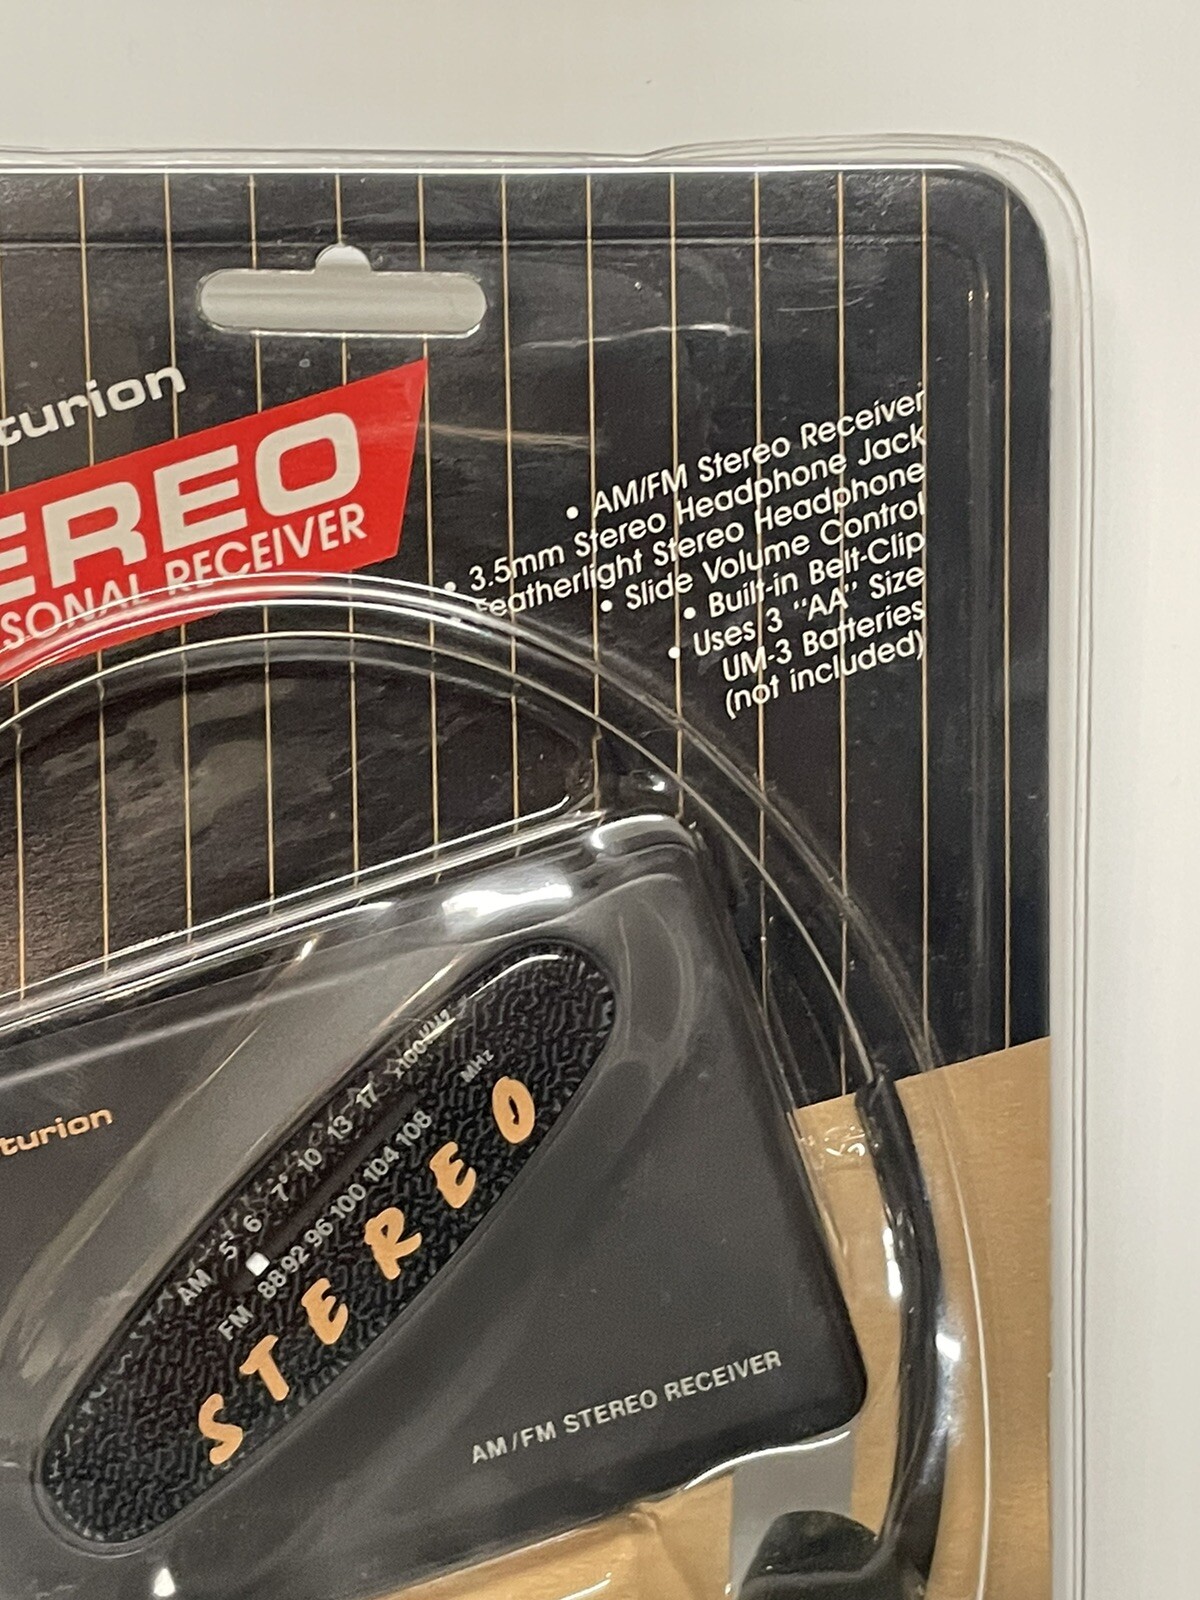 turion
EREO
SONAL RECEIVER
• AM/FM Stereo Receiver
• 3.5mm Stereo Headphone Jack
• Featherlight Stereo Headphone
• Slide Volume Control
• Built-in Belt-Clip
• Uses 3 "AA" Size
UM-3 Batteries
(not included)
turion
AM 5 6 7 10 13 17 x100
FM 88 92 96 100 104 108 MHz
STEREO
AM/FM STEREO RECEIVER